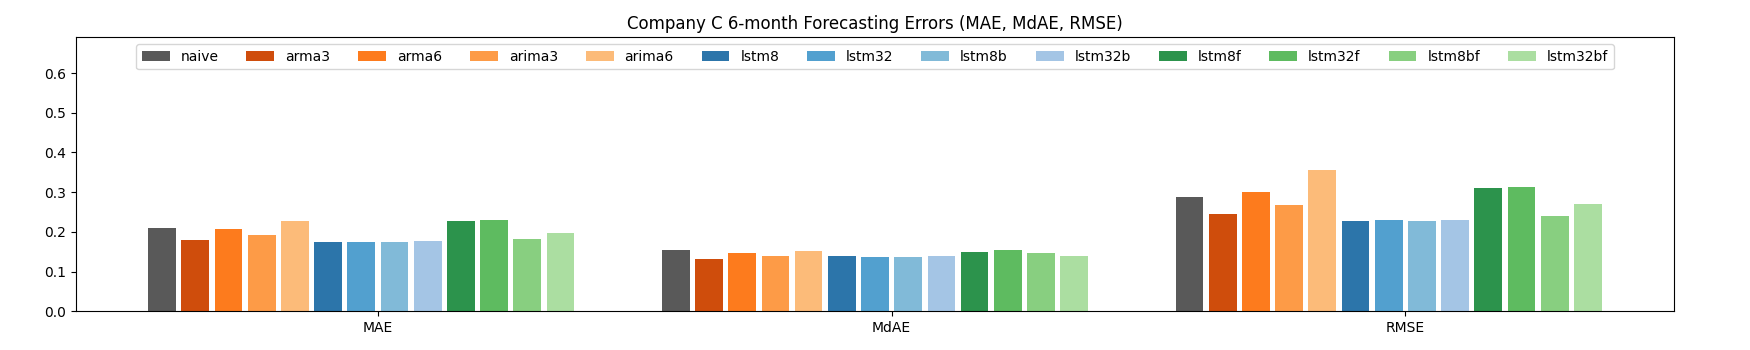 Company C 6-month Forecasting Errors (MAE, MdAE, RMSE)
naive arma3 arma6 arima3 arima6 lstm8 lstm32 lstm8b lstm32b lstm8f lstm32f lstm8bf lstm32bf
0.6
0.5
0.4
0.3
0.2
0.1
0.0
MAE MdAE RMSE